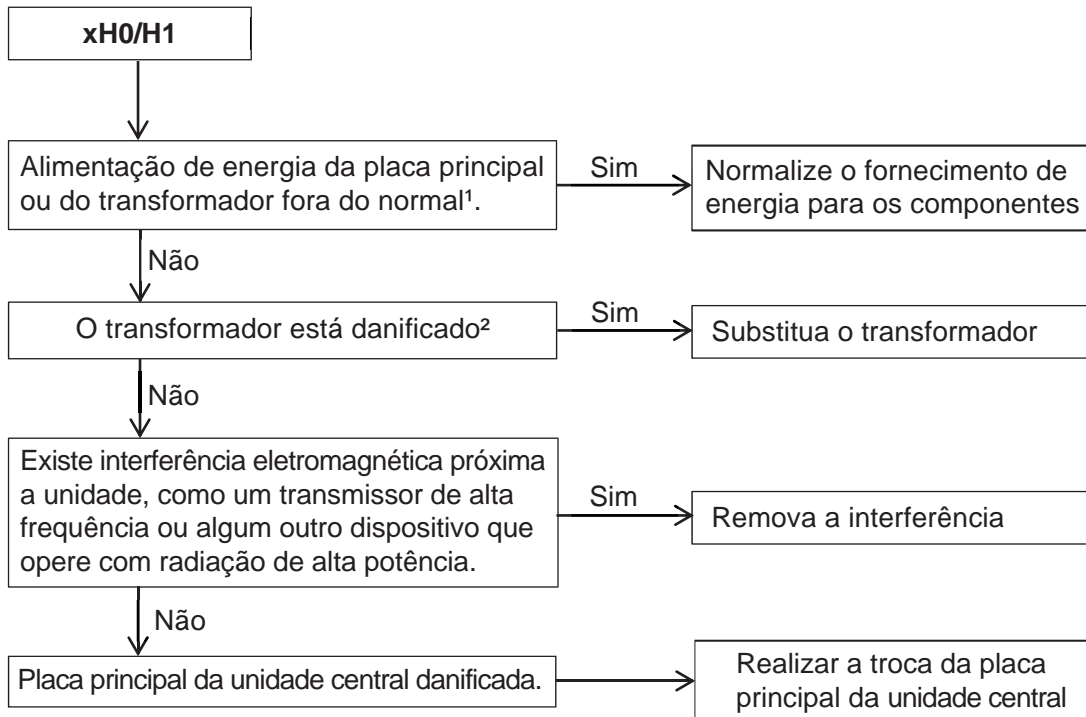 xH0/H1
Alimentação de energia da placa principal
ou do transformador fora do normal¹.
Sim
Normalize o fornecimento de
energia para os componentes
Não
O transformador está danificado²
Sim
Substitua o transformador
Não
Existe interferência eletromagnética próxima
a unidade, como um transmissor de alta
frequência ou algum outro dispositivo que
opere com radiação de alta potência.
Sim
Remova a interferência
Não
Placa principal da unidade central danificada.
Realizar a troca da placa
principal da unidade central